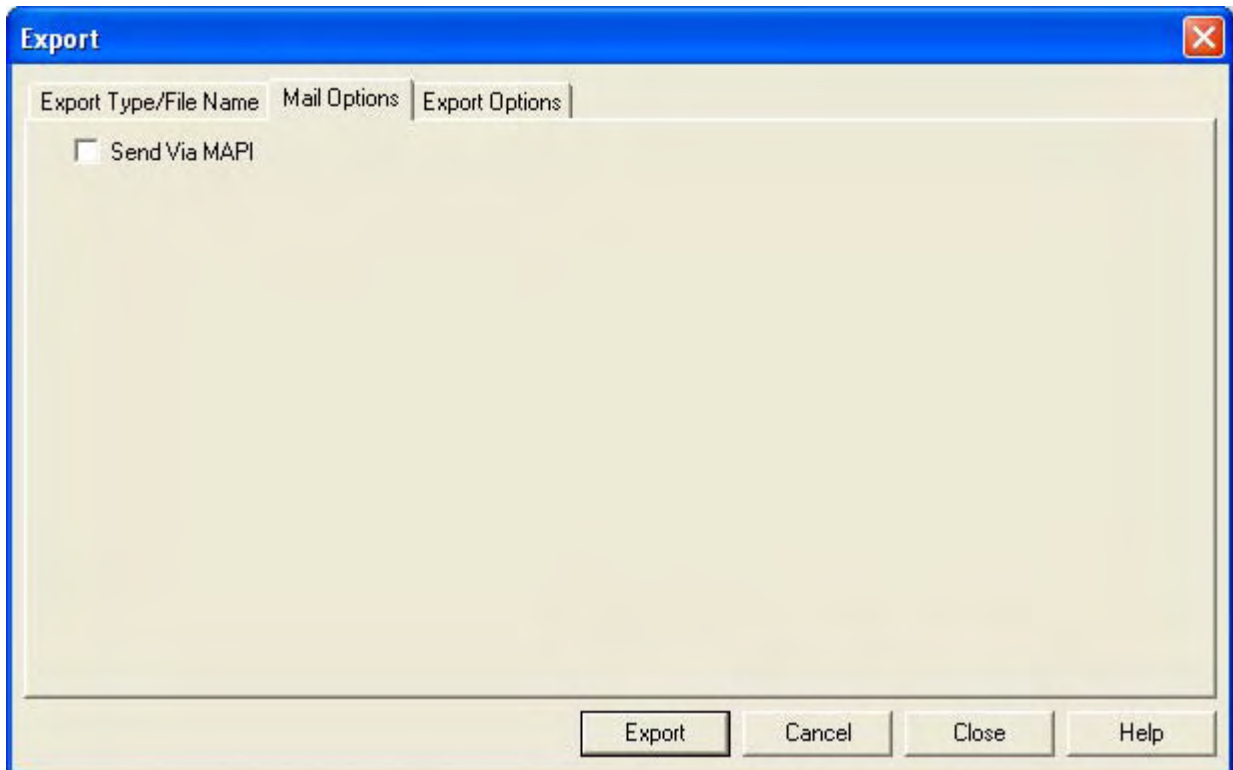 Export
Export Type/File Name Mail Options Export Options
Send Via MAPI
Export Cancel Close Help